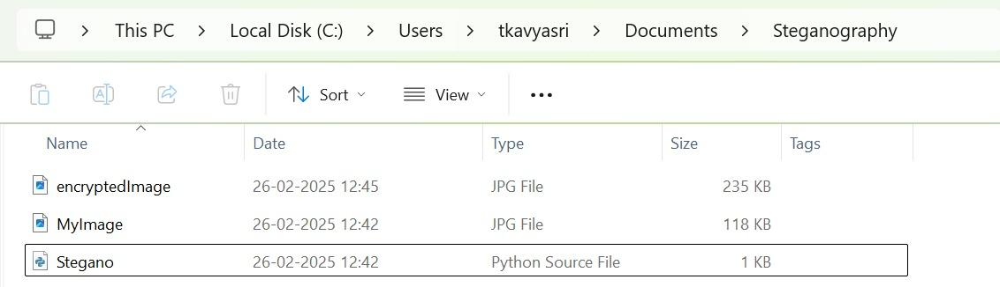 This PC > Local Disk (C:) > Users > tkavyasri > Documents > Steganography
Sort View
Name Date Type Size Tags
encryptedImage 26-02-2025 12:45 JPG File 235 KB
MyImage 26-02-2025 12:42 JPG File 118 KB
Stegano 26-02-2025 12:42 Python Source File 1 KB